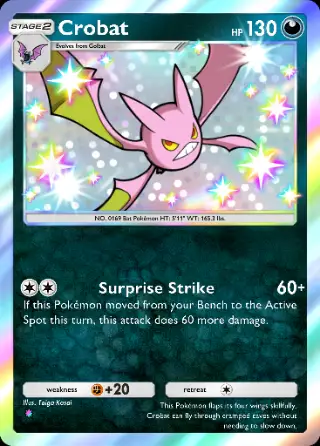 STAGE 2 Crobat HP 130
Evolves from Golbat
NO. 0169 Bat Pokémon HT: 5'11" WT: 165.3 lbs.
Surprise Strike 60+
If this Pokémon moved from your Bench to the Active
Spot this turn, this attack does 60 more damage.
weakness +20 retreat
Illus. Taiga Kasai
This Pokémon flaps its four wings skillfully.
Crobat can fly through cramped caves without
needing to slow down.